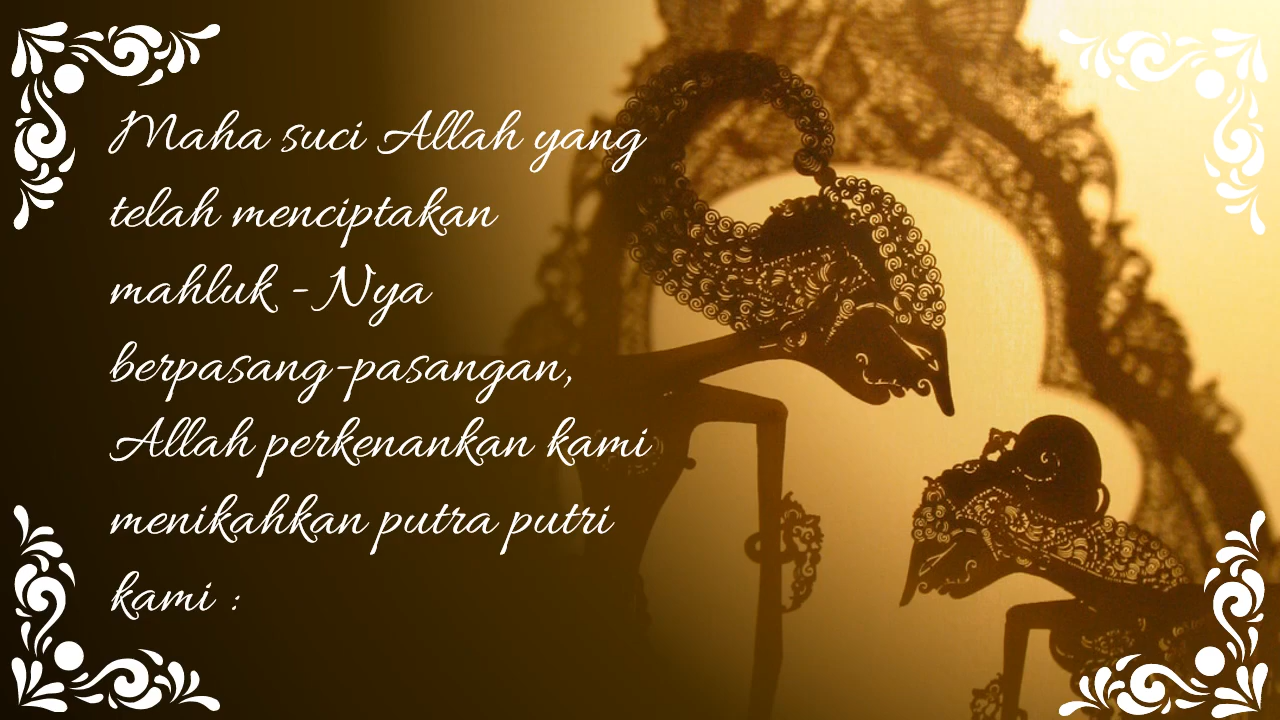 Maha suci Allah yang
telah menciptakan
mahluk - Nya
berpasang-pasangan,
Allah perkenankan kami
menikahkan putra putri
kami :